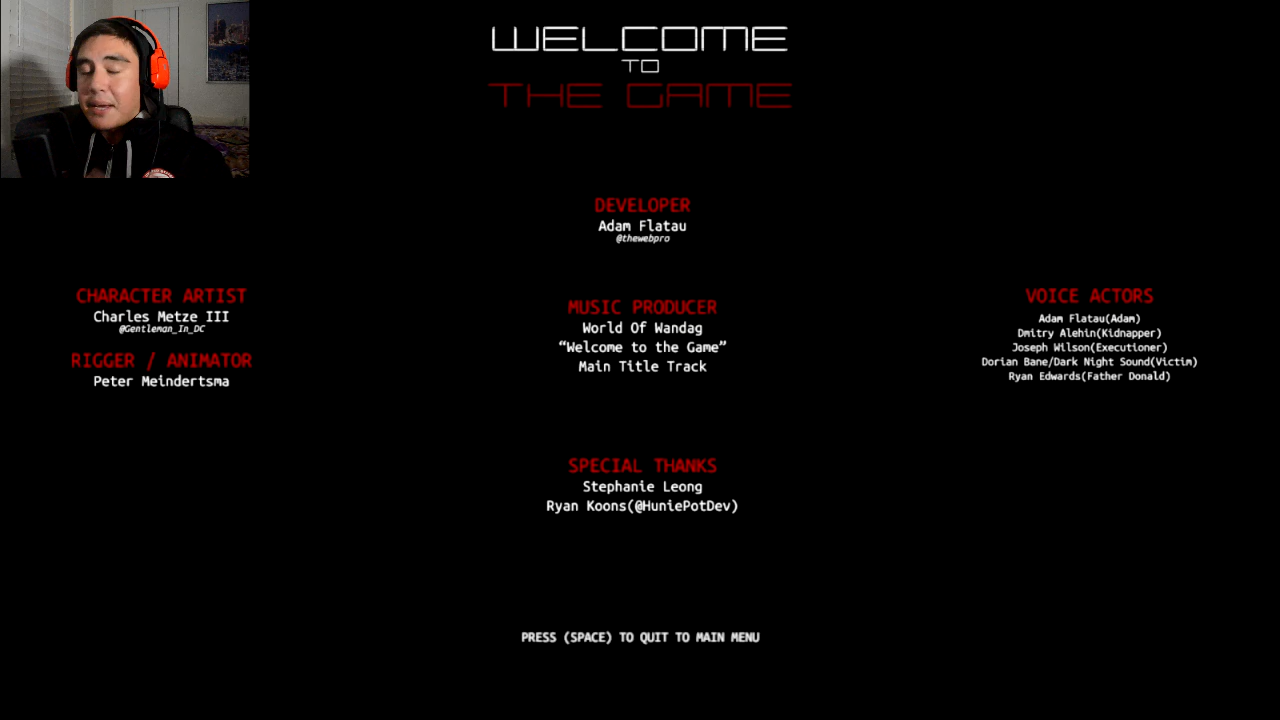 WELCOME
TO
THE GAME
DEVELOPER
Adam Flatau
@thewebpro
CHARACTER ARTIST
Charles Metze III
@Gentleman_In_DC
RIGGER / ANIMATOR
Peter Meindertsma
MUSIC PRODUCER
World Of Wandag
“Welcome to the Game”
Main Title Track
VOICE ACTORS
Adam Flatau(Adam)
Dmitry Alehin(Kidnapper)
Joseph Wilson(Executioner)
Dorian Bane/Dark Night Sound(Victim)
Ryan Edwards(Father Donald)
SPECIAL THANKS
Stephanie Leong
Ryan Koons(@HuniePotDev)
PRESS (SPACE) TO QUIT TO MAIN MENU